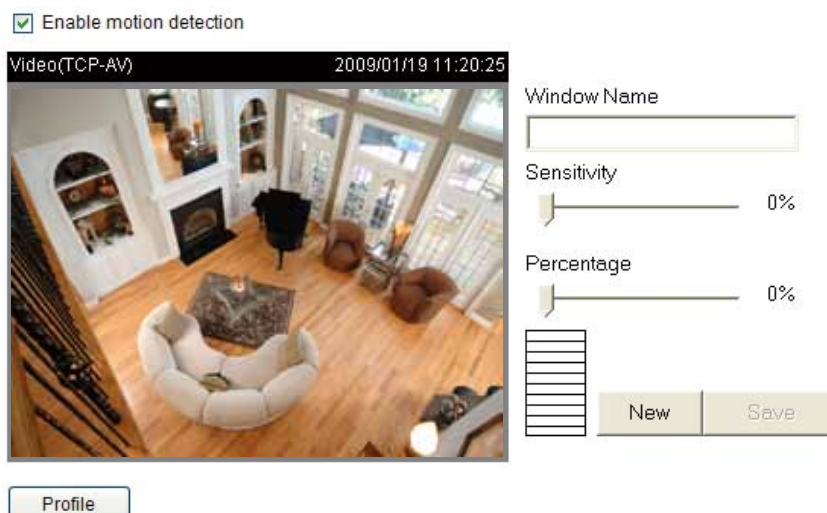 Enable motion detection
Video(TCP-AV) 2009/01/19 11:20:25
Window Name
Sensitivity
0%
Percentage
0%
New Save
Profile